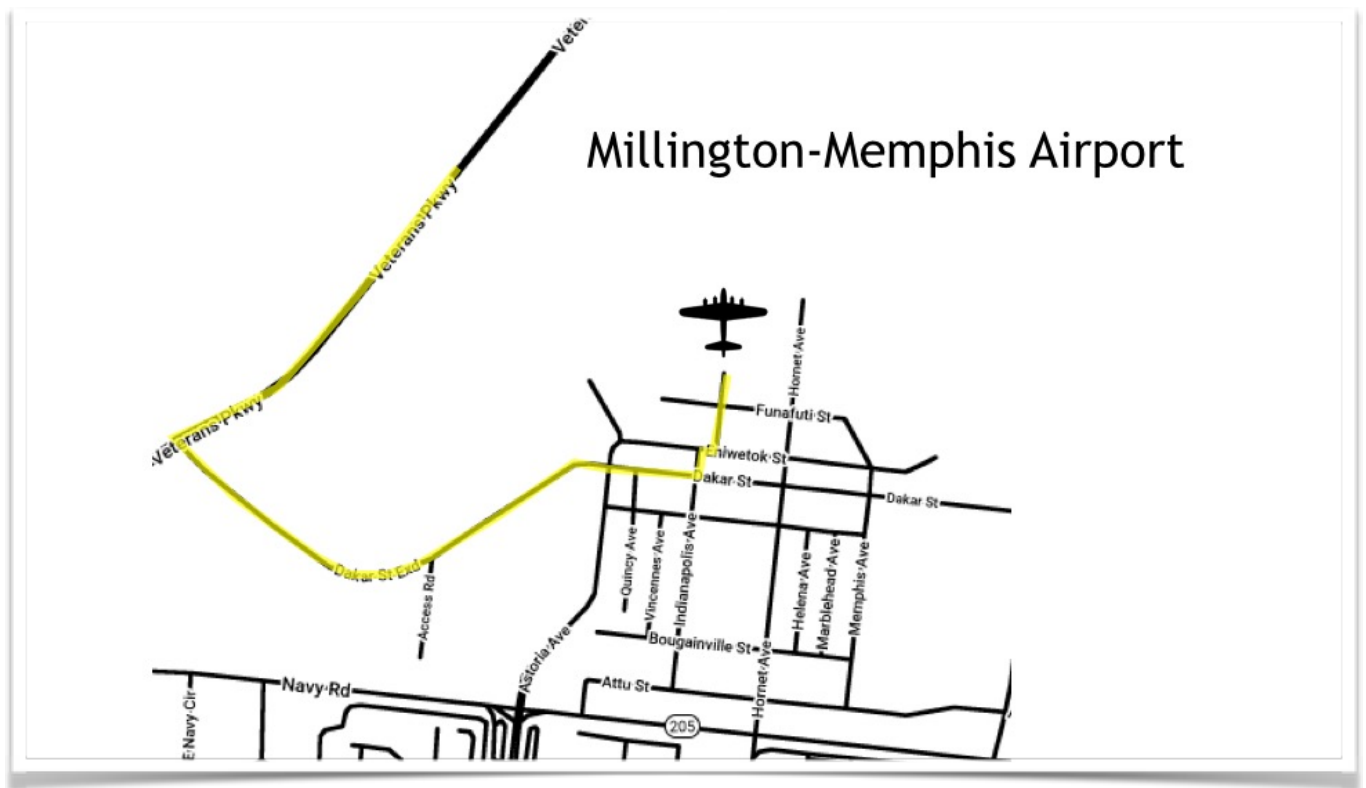 Veter
Millington-Memphis Airport
Veterans Pkwy
Hornet Ave
Funafuti St
Veterans Pkwy
Eniwetok St
Dakar St
Dakar St
Dakar St Exd
Access Rd
Quincy Ave
Vincennes Ave
Indianapolis Ave
Helena Ave
Marblehead Ave
Memphis Ave
Bougainville St
Astoria Ave
Hornet Ave
Navy Rd
Attu St
E Navy Cir
205